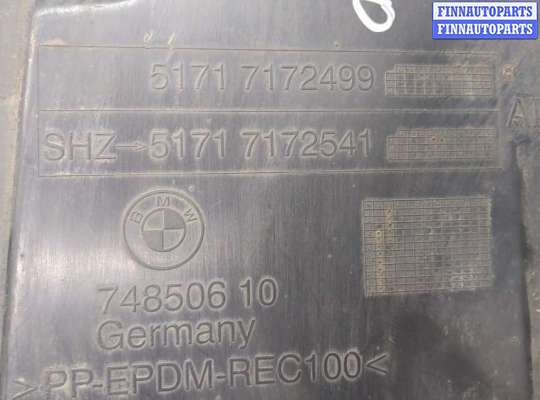 FINNAUTOPARTS
FINNAUTOPARTS
5171 7172499
A
SHZ→5171 7172541
BMW
748506 10
Germany
>PP-EPDM-REC100<